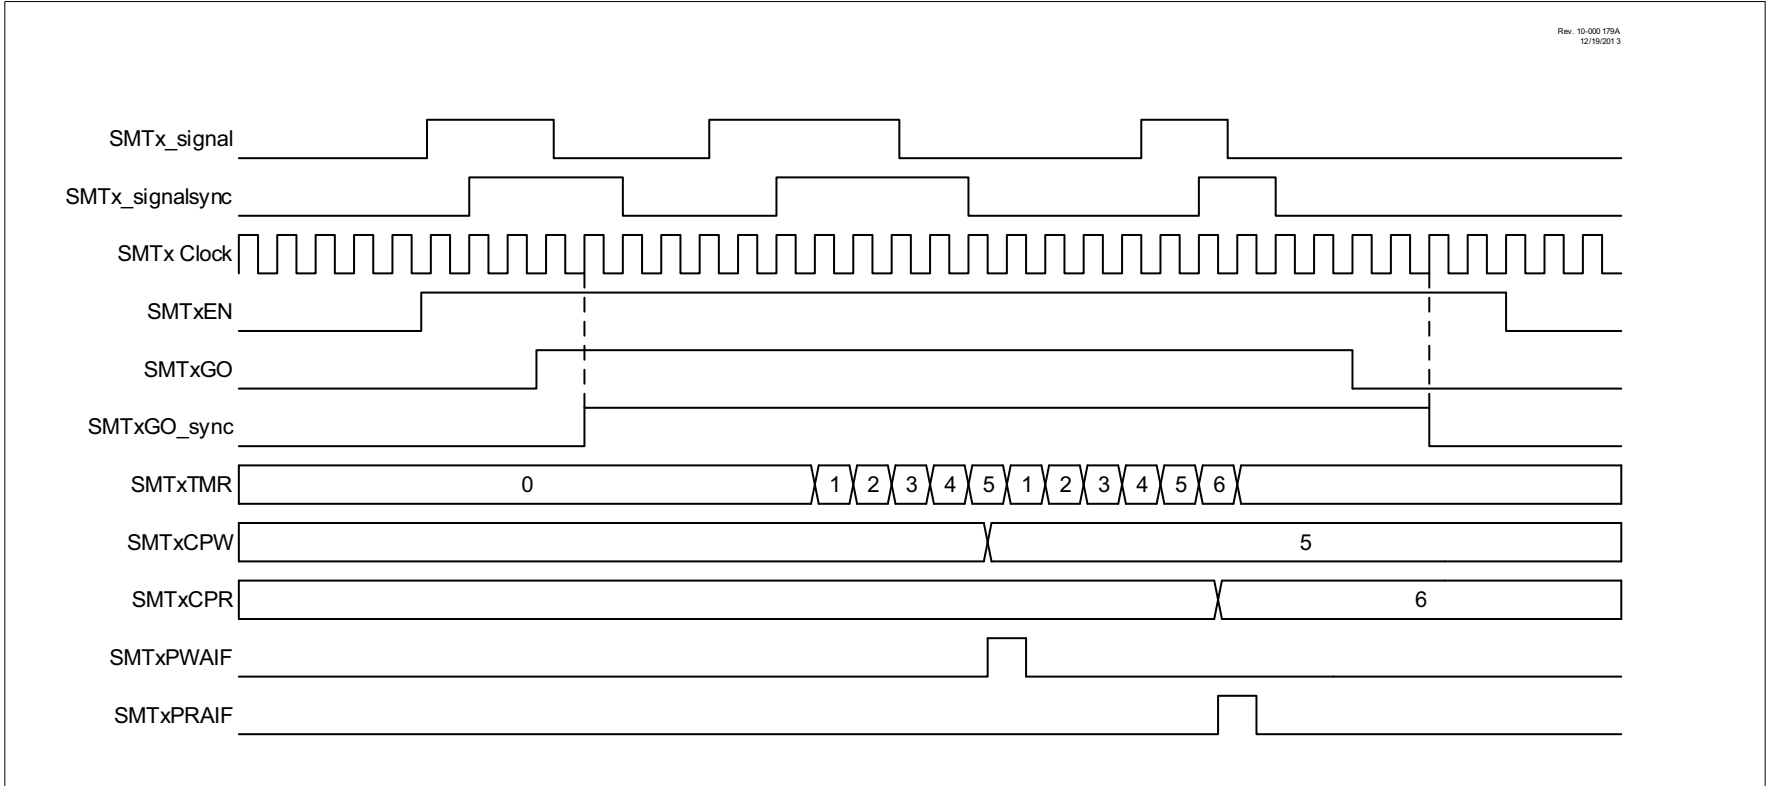 Rev. 10-000 179A
12/19/201 3
SMTx_signal
SMTx_signalsync
SMTx Clock
SMTxEN
SMTxGO
SMTxGO_sync
SMTxTMR 0 1 2 3 4 5 1 2 3 4 5 6
SMTxCPW 5
SMTxCPR 6
SMTxPWAIF
SMTxPRAIF